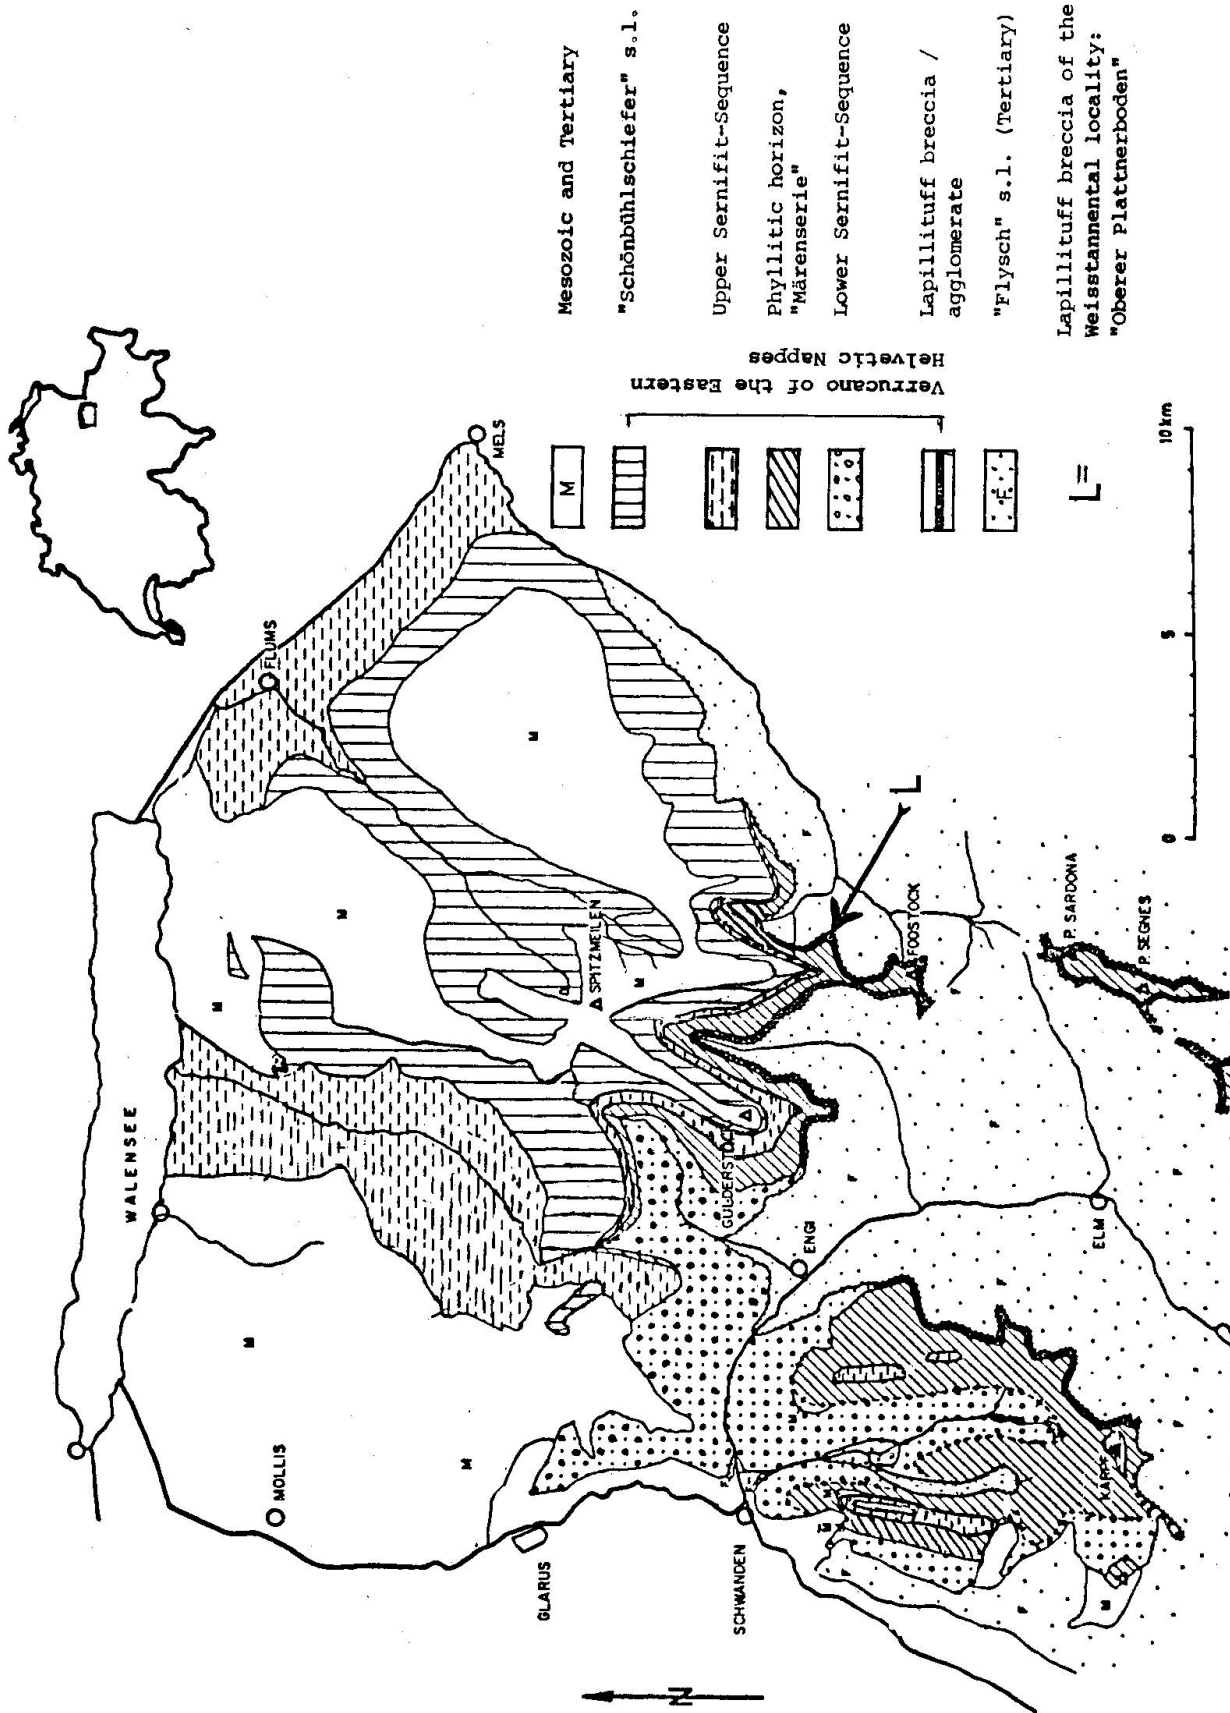 WALENSEE
MOLLIS
GLARUS
SCHWANDEN
ENGI
ELM
KÄRPF
GULDERSTOCK
SPITZMEILEN
FLUMS
MELS
FOOSTOCK
P. SARDONA
P. SEGNES
L
M
M
M
M
M
M
M
M
M
M
F
F
F
F
F
F
F
F
F
F
N
0 5 10 km
M
Mesozoic and Tertiary
"Schönbühlschiefer" s.l.
Upper Sernifit-Sequence
Phyllitic horizon,
"Märenserie"
Lower Sernifit-Sequence
Lapillituff breccia /
agglomerate
F
"Flysch" s.l. (Tertiary)
Verrucano of the Eastern
Helvetic Nappes
L=
Lapillituff breccia of the
Weisstannental locality:
"Oberer Plattnerboden"